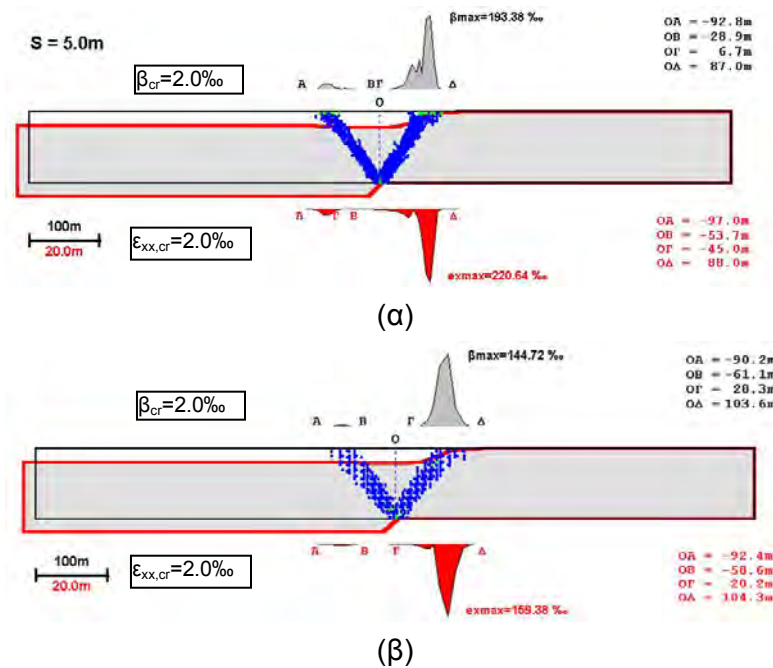 βmax=193.38 ‰
OA = -92.8m
OB = -28.9m
OΓ = 6.7m
OΔ = 87.0m
S = 5.0m
βcr=2.0‰
A BΓ Δ
O
A Γ B Δ
100m
20.0m
εxx,cr=2.0‰
OA = -97.0m
OB = -53.7m
OΓ = -45.0m
OΔ = 88.0m
exmax=220.64 ‰
(α)
βmax=144.72 ‰
OA = -90.2m
OB = -61.1m
OΓ = 28.3m
OΔ = 103.6m
βcr=2.0‰
A B Γ Δ
O
A B Γ Δ
100m
20.0m
εxx,cr=2.0‰
OA = -92.4m
OB = -58.6m
OΓ = 20.2m
OΔ = 104.3m
exmax=159.38 ‰
(β)